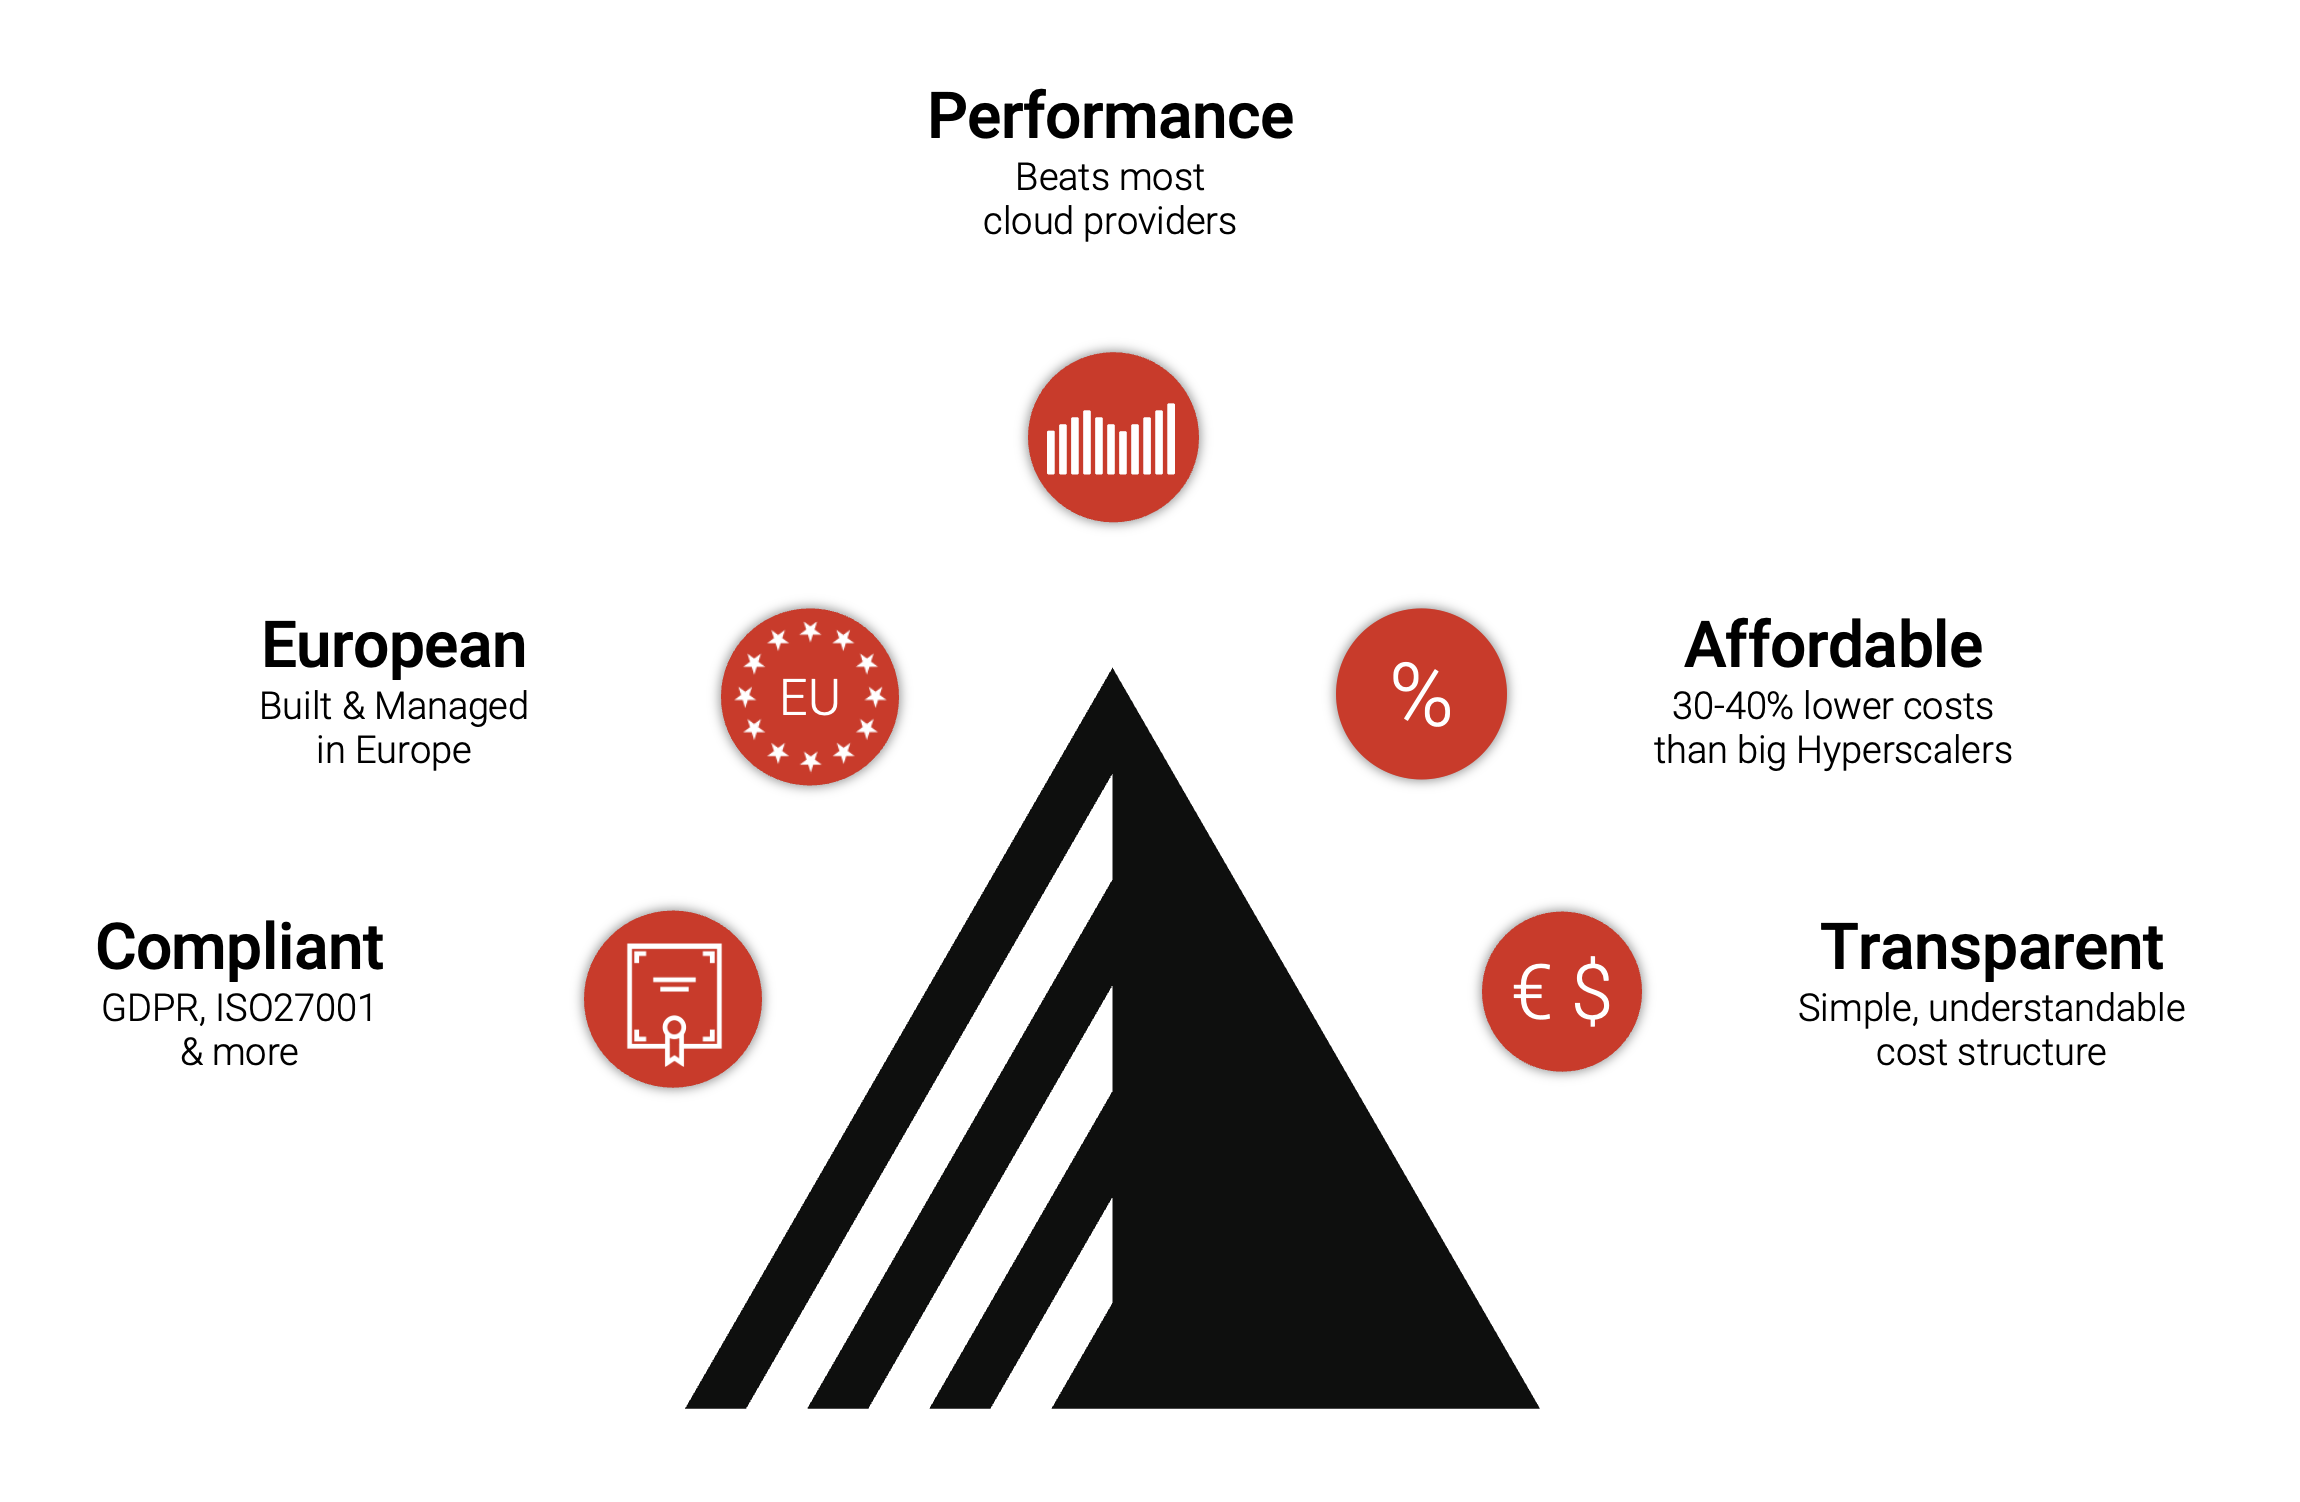 Performance
Beats most
cloud providers
European
Built & Managed
in Europe
EU
%
Affordable
30-40% lower costs
than big Hyperscalers
Compliant
GDPR, ISO27001
& more
€ $
Transparent
Simple, understandable
cost structure